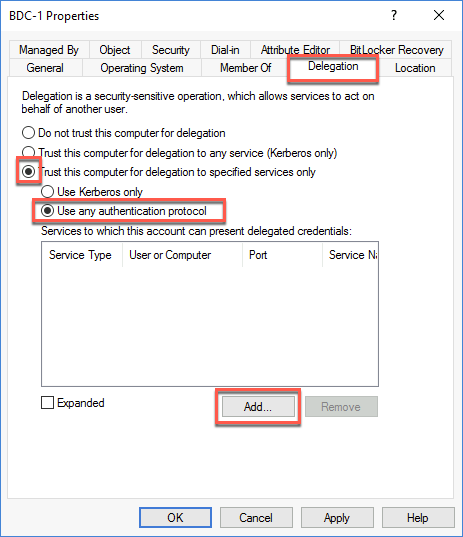 BDC-1 Properties ? ×
Managed By Object Security Dial-in Attribute Editor BitLocker Recovery
General Operating System Member Of Delegation Location
Delegation is a security-sensitive operation, which allows services to act on
behalf of another user.
Do not trust this computer for delegation
Trust this computer for delegation to any service (Kerberos only)
Trust this computer for delegation to specified services only
Use Kerberos only
Use any authentication protocol
Services to which this account can present delegated credentials:
Service Type User or Computer Port Service Na
Expanded Add... Remove
OK Cancel Apply Help